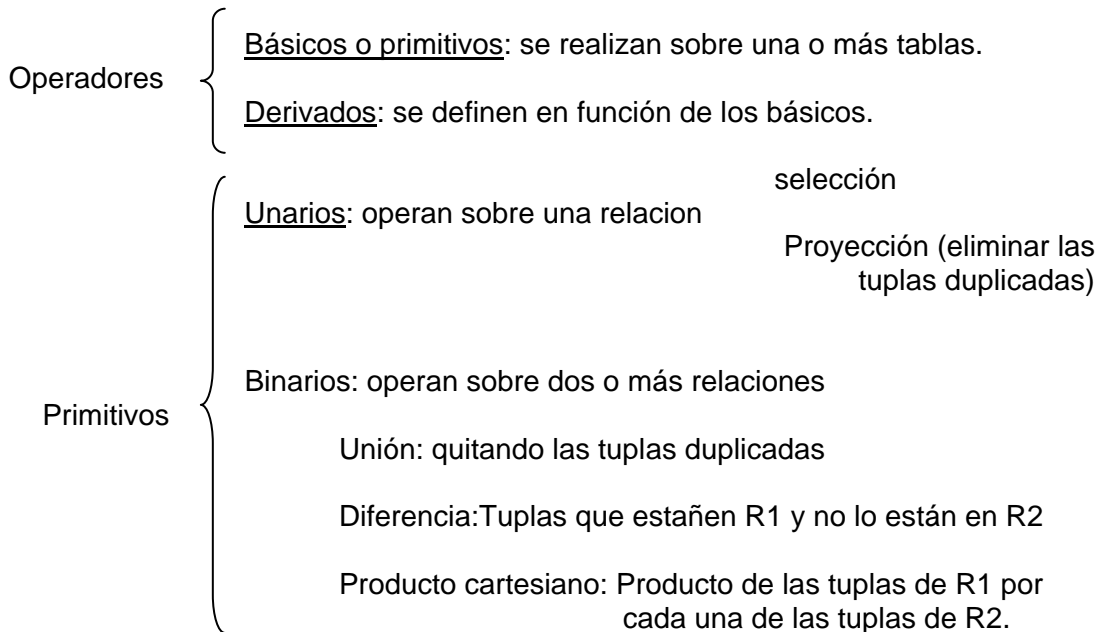 Básicos o primitivos: se realizan sobre una o más tablas.
Operadores
Derivados: se definen en función de los básicos.
selección
Unarios: operan sobre una relacion
Proyección (eliminar las
tuplas duplicadas)
Binarios: operan sobre dos o más relaciones
Primitivos
Unión: quitando las tuplas duplicadas
Diferencia:Tuplas que estañen R1 y no lo están en R2
Producto cartesiano: Producto de las tuplas de R1 por
cada una de las tuplas de R2.